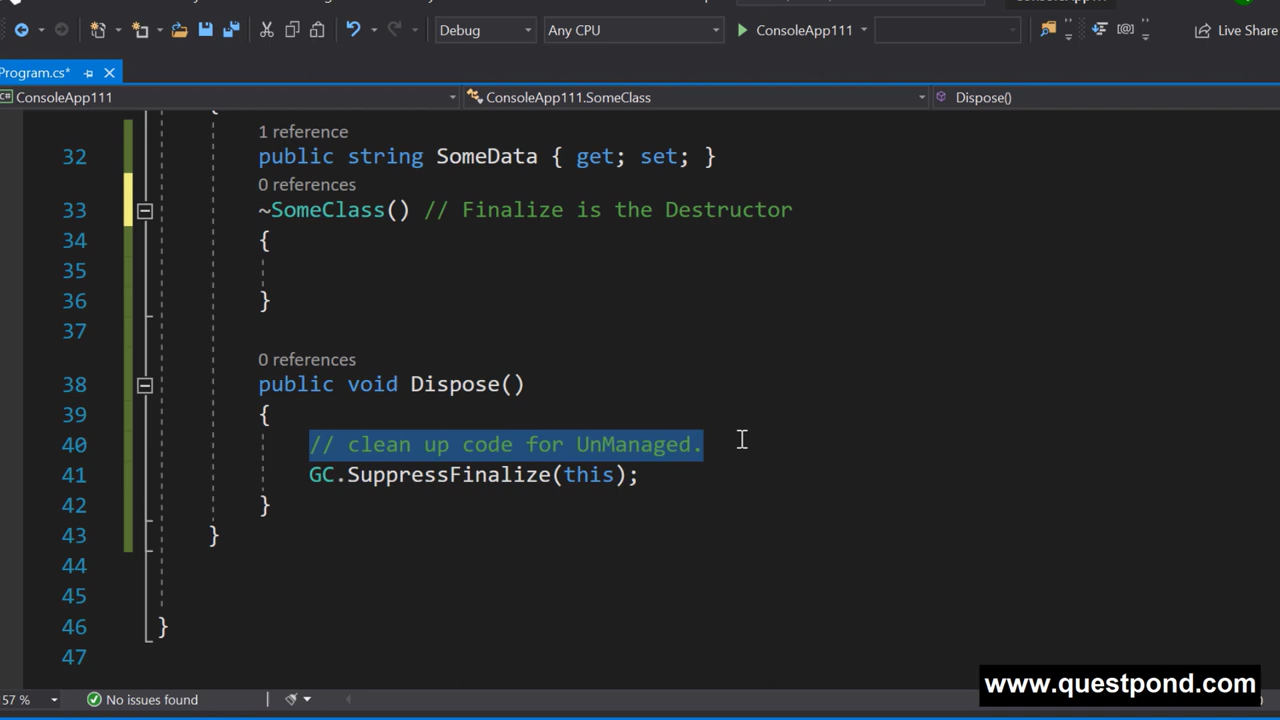 Debug
Any CPU
ConsoleApp111
Live Share
Program.cs*
ConsoleApp111
ConsoleApp111.SomeClass
Dispose()
1 reference
32 public string SomeData { get; set; }
0 references
33 ~SomeClass() // Finalize is the Destructor
34 {
35
36 }
37
0 references
38 public void Dispose()
39 {
40 // clean up code for UnManaged.
41 GC.SuppressFinalize(this);
42 }
43 }
44
45
46 }
47
57 %
No issues found
www.questpond.com